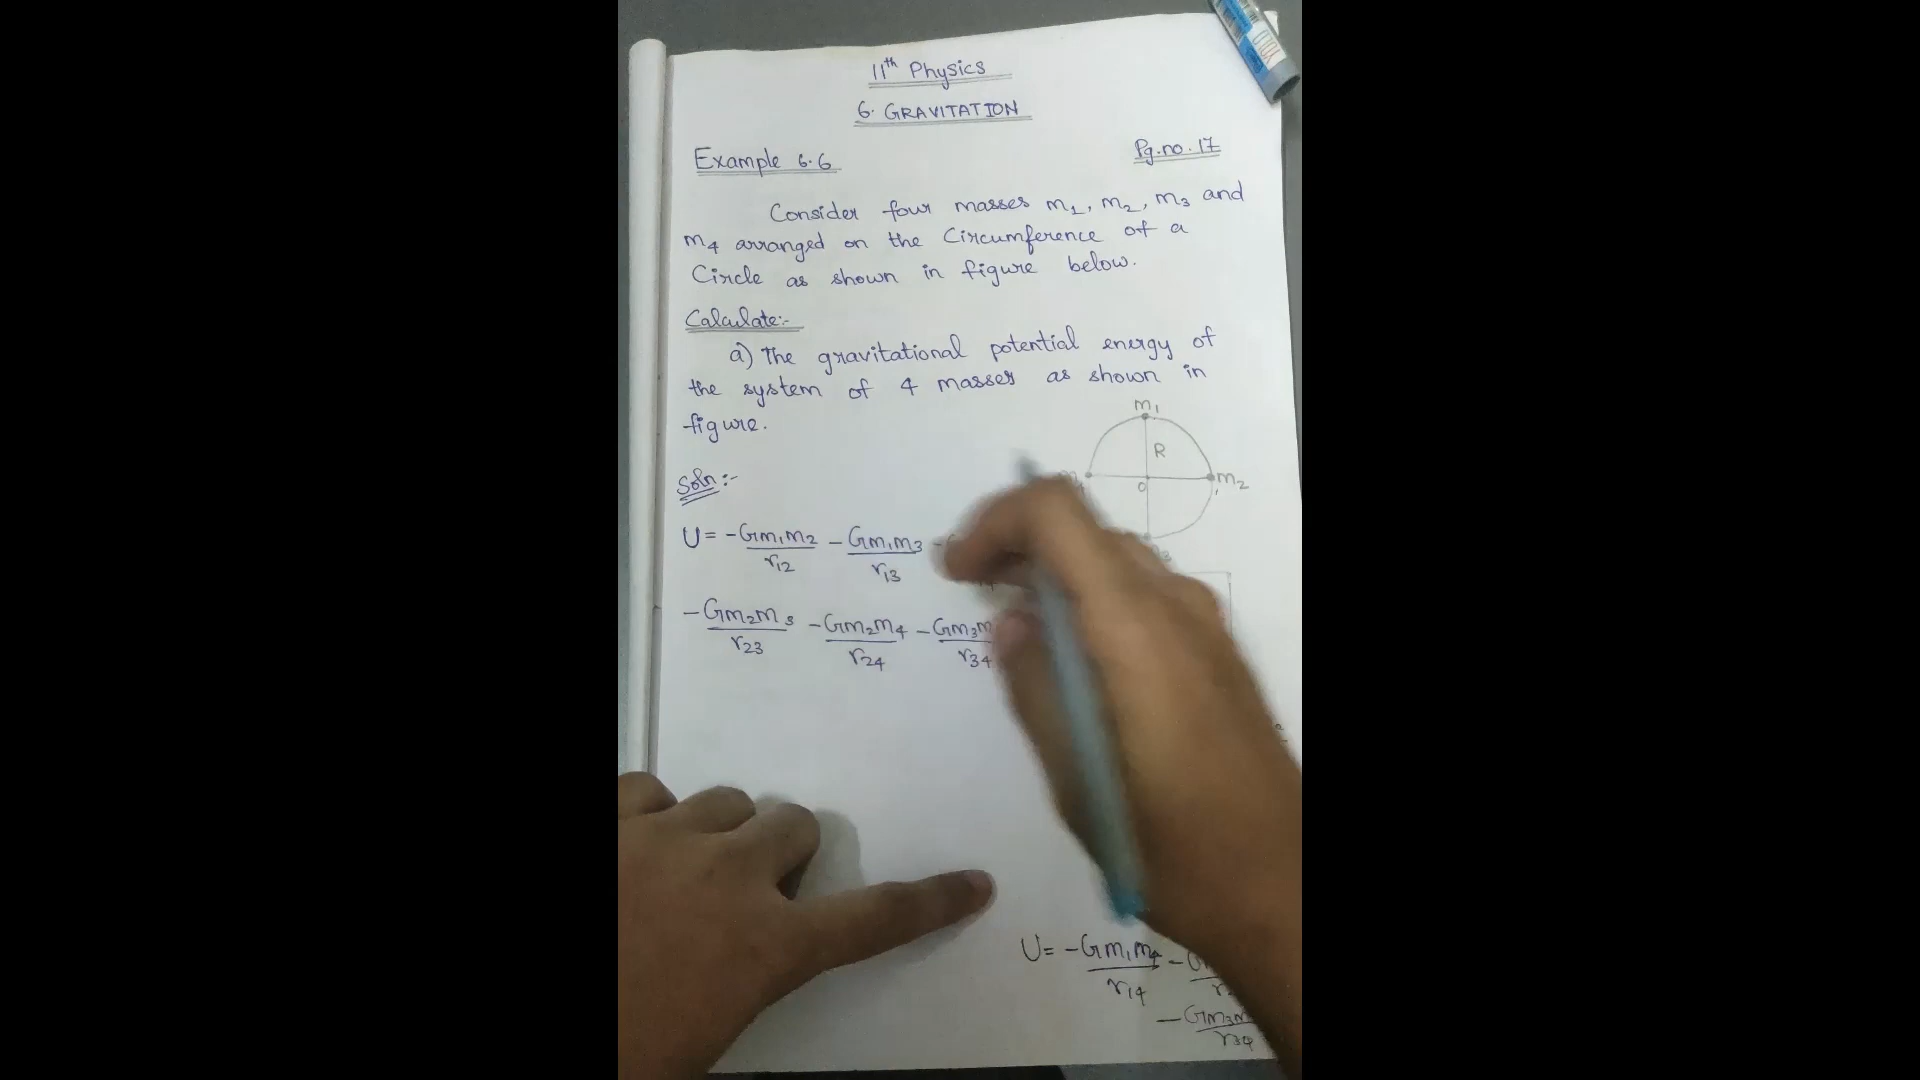 11th Physics
6. GRAVITATION
Example 6.6
Pg.no. 17
Consider four masses m1, m2, m3 and
m4 arranged on the Circumference of a
Circle as shown in figure below.
Calculate:-
a) The gravitational potential energy of
the system of 4 masses as shown in
figure.
m1
R
O
m2
Soln:-
U = -Gm1m2/r12 - Gm1m3/r13 -
-Gm2m3/r23 - Gm2m4/r24 - Gm3m/r34
U= -Gm1m4/r14 -
- Gm3m/r34